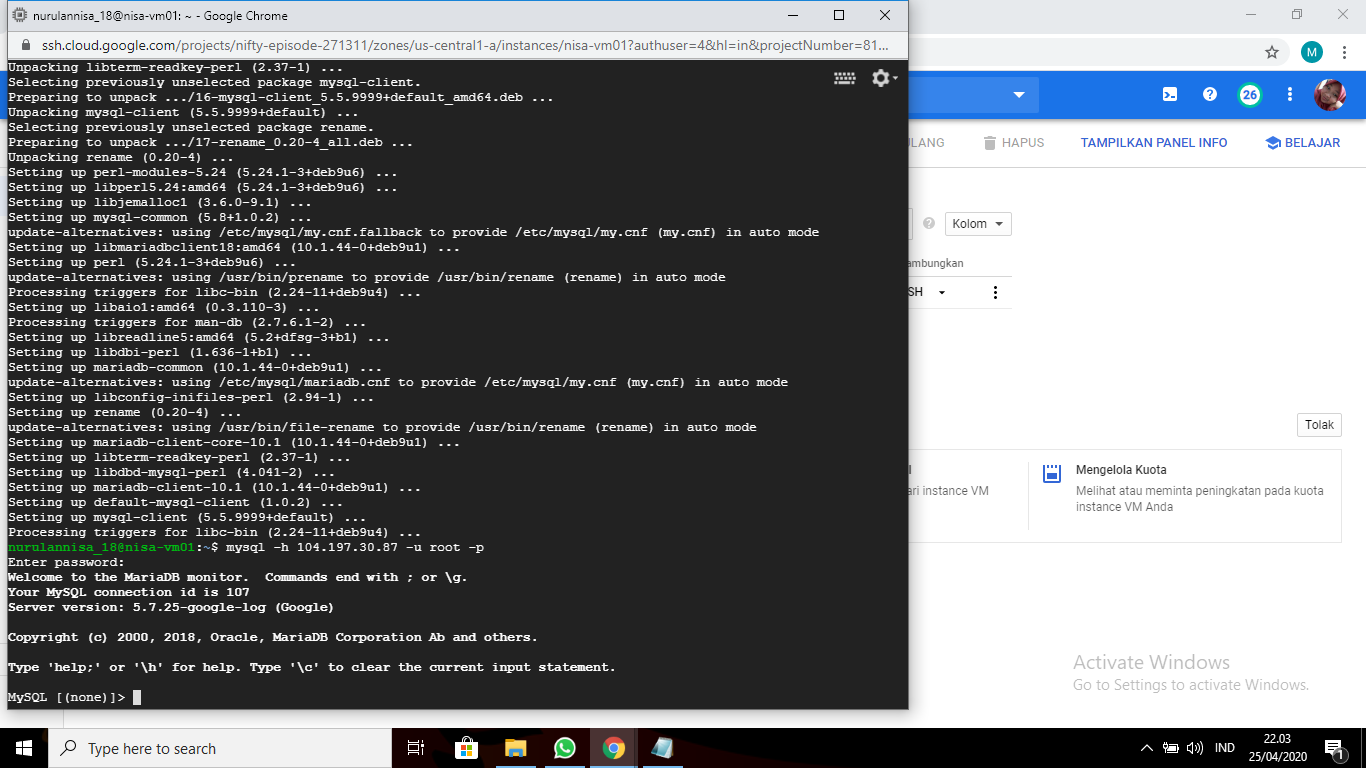 nurulannisa_18@nisa-vm01: ~ - Google Chrome
ssh.cloud.google.com/projects/nifty-episode-271311/zones/us-central1-a/instances/nisa-vm01?authuser=4&hl=in&projectNumber=81...
Unpacking libterm-readkey-perl (2.37-1) ...
Selecting previously unselected package mysql-client.
Preparing to unpack .../16-mysql-client_5.5.9999+default_amd64.deb ...
Unpacking mysql-client (5.5.9999+default) ...
Selecting previously unselected package rename.
Preparing to unpack .../17-rename_0.20-4_all.deb ...
Unpacking rename (0.20-4) ...
Setting up perl-modules-5.24 (5.24.1-3+deb9u6) ...
Setting up libperl5.24:amd64 (5.24.1-3+deb9u6) ...
Setting up libjemalloc1 (3.6.0-9.1) ...
Setting up mysql-common (5.8+1.0.2) ...
update-alternatives: using /etc/mysql/my.cnf.fallback to provide /etc/mysql/my.cnf (my.cnf) in auto mode
Setting up libmariadbclient18:amd64 (10.1.44-0+deb9u1) ...
Setting up perl (5.24.1-3+deb9u6) ...
update-alternatives: using /usr/bin/prename to provide /usr/bin/rename (rename) in auto mode
Processing triggers for libc-bin (2.24-11+deb9u4) ...
Setting up libaio1:amd64 (0.3.110-3) ...
Processing triggers for man-db (2.7.6.1-2) ...
Setting up libreadline5:amd64 (5.2+dfsg-3+b1) ...
Setting up libdbi-perl (1.636-1+b1) ...
Setting up mariadb-common (10.1.44-0+deb9u1) ...
update-alternatives: using /etc/mysql/mariadb.cnf to provide /etc/mysql/my.cnf (my.cnf) in auto mode
Setting up libconfig-inifiles-perl (2.94-1) ...
Setting up rename (0.20-4) ...
update-alternatives: using /usr/bin/file-rename to provide /usr/bin/rename (rename) in auto mode
Setting up mariadb-client-core-10.1 (10.1.44-0+deb9u1) ...
Setting up libterm-readkey-perl (2.37-1) ...
Setting up libdbd-mysql-perl (4.041-2) ...
Setting up mariadb-client-10.1 (10.1.44-0+deb9u1) ...
Setting up default-mysql-client (1.0.2) ...
Setting up mysql-client (5.5.9999+default) ...
Processing triggers for libc-bin (2.24-11+deb9u4) ...
nurulannisa_18@nisa-vm01:~$ mysql -h 104.197.30.87 -u root -p
Enter password:
Welcome to the MariaDB monitor.  Commands end with ; or \g.
Your MySQL connection id is 107
Server version: 5.7.25-google-log (Google)
Copyright (c) 2000, 2018, Oracle, MariaDB Corporation Ab and others.
Type 'help;' or '\h' for help. Type '\c' to clear the current input statement.
MySQL [(none)]>
M
26
ULANG
HAPUS
TAMPILKAN PANEL INFO
BELAJAR
Kolom
ambungkan
SH
Tolak
Mengelola Kuota
ari instance VM
Melihat atau meminta peningkatan pada kuota
instance VM Anda
Activate Windows
Go to Settings to activate Windows.
Type here to search
IND
22.03
25/04/2020
1